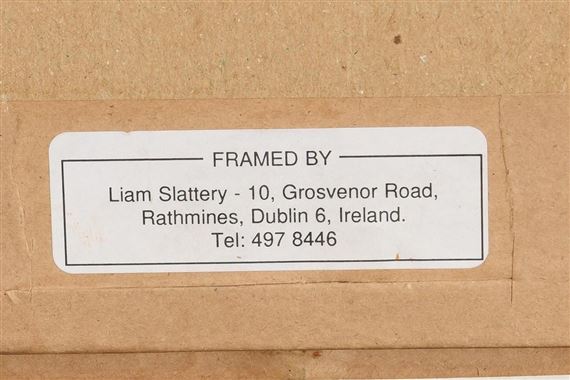 FRAMED BY
Liam Slattery - 10, Grosvenor Road,
Rathmines, Dublin 6, Ireland.
Tel: 497 8446